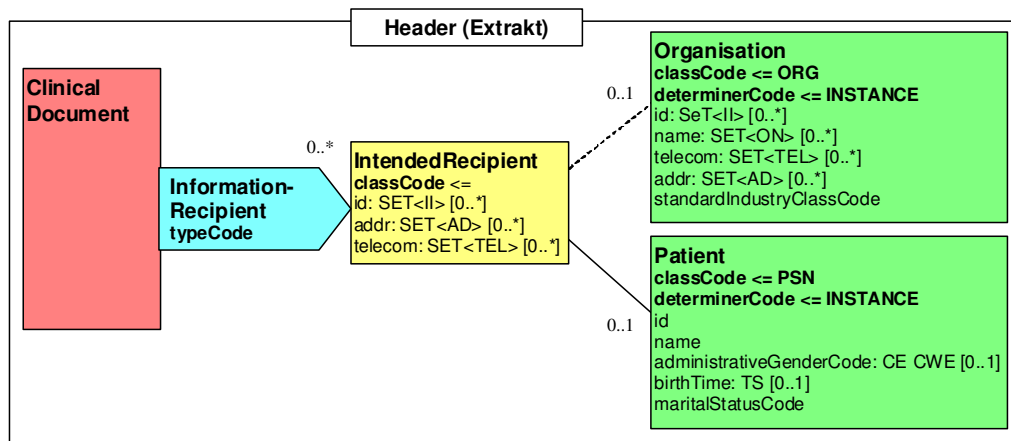 Header (Extrakt)
Clinical
Document
0..*
Information-
Recipient
typeCode
IntendedRecipient
classCode <=
id: SET<II> [0..*]
addr: SET<AD> [0..*]
telecom: SET<TEL> [0..*]
0..1
Organisation
classCode <= ORG
determinerCode <= INSTANCE
id: SeT<II> [0..*]
name: SET<ON> [0..*]
telecom: SET<TEL> [0..*]
addr: SET<AD> [0..*]
standardIndustryClassCode
0..1
Patient
classCode <= PSN
determinerCode <= INSTANCE
id
name
administrativeGenderCode: CE CWE [0..1]
birthTime: TS [0..1]
maritalStatusCode